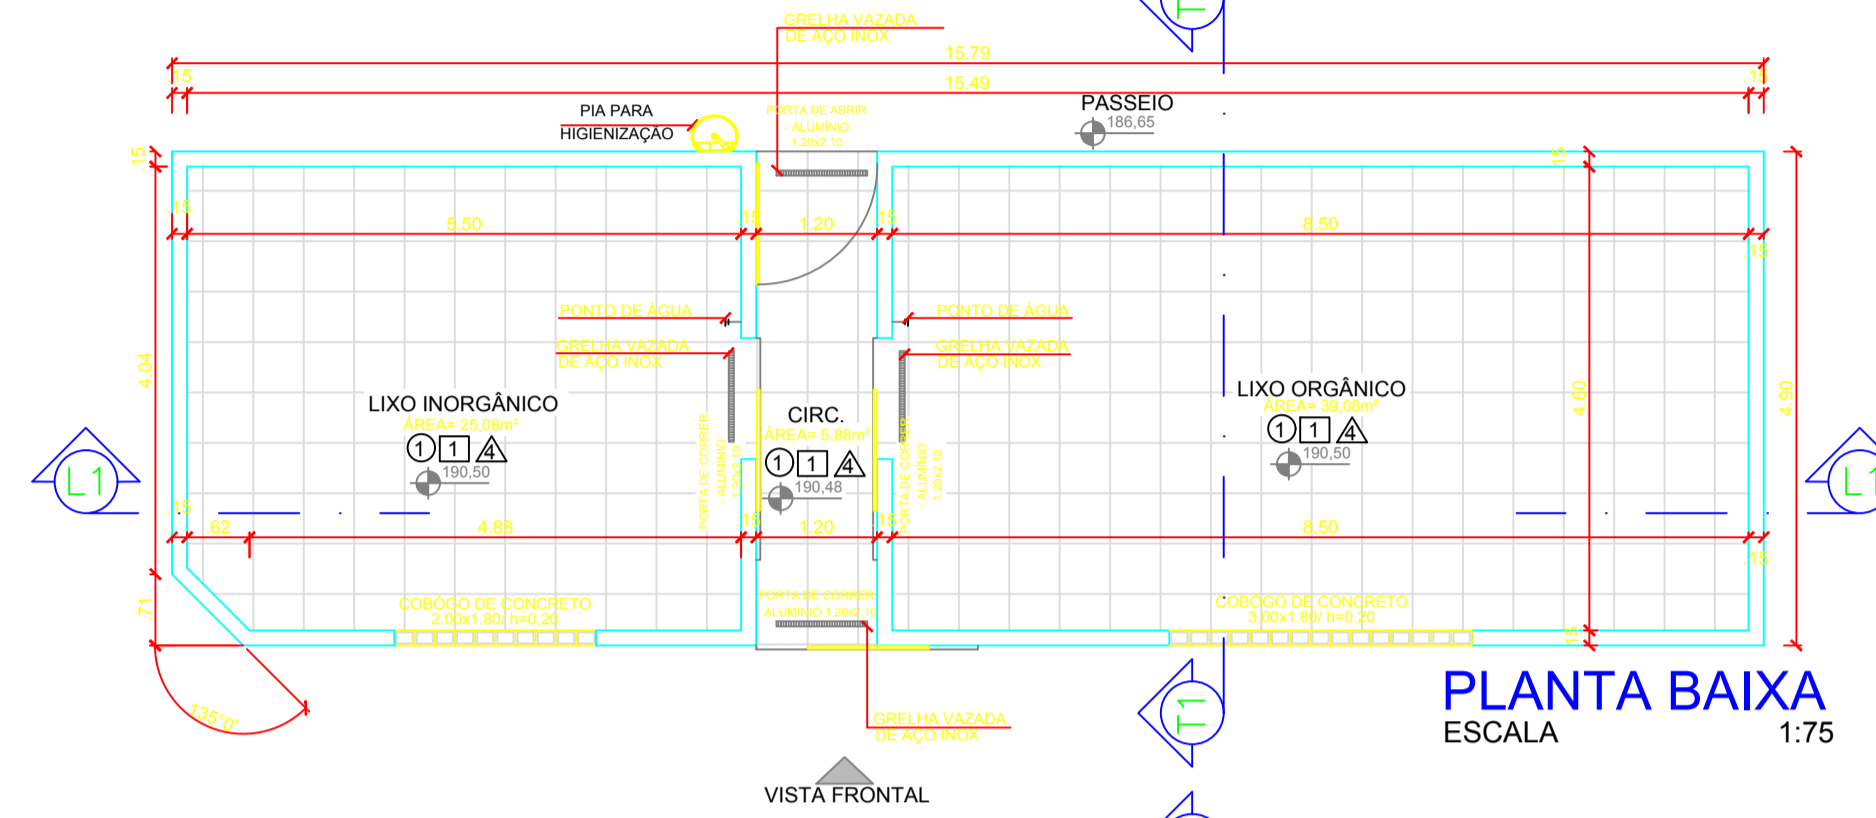 GRELHA VAZADA
DE AÇO INOX
T1
15.79
.15
15.49
.15
PIA PARA
HIGIENIZAÇÃO
PORTA DE ABRIR
- ALUMÍNIO
1.20x2.10
PASSEIO
186,65
.15
.15
.15
5.50
.15
1.20
.15
8.50
.15
PONTO DE ÁGUA
PONTO DE ÁGUA
GRELHA VAZADA
DE AÇO INOX
GRELHA VAZADA
DE AÇO INOX
4.04
4.60
4.90
LIXO INORGÂNICO
ÁREA= 25,08m²
1 1 4
190,50
CIRC.
ÁREA= 5,88m²
1 1 4
190,48
LIXO ORGÂNICO
ÁREA= 39,08m²
1 1 4
190,50
PORTA DE CORRER
- ALUMÍNIO
1.20x2.10
PORTA DE CORRER
- ALUMÍNIO
1.20x2.10
L1
L1
.15
.62
4.88
.15
1.20
.15
8.50
.15
.71
COBOGO DE CONCRETO
2.00x1.80/ h=0,20
PORTA DE CORRER -
ALUMÍNIO 1.20x2.10
COBOGO DE CONCRETO
3.00x1.80/ h=0,20
.15
135°0'
GRELHA VAZADA
DE AÇO INOX
T1
PLANTA BAIXA
ESCALA 1:75
VISTA FRONTAL